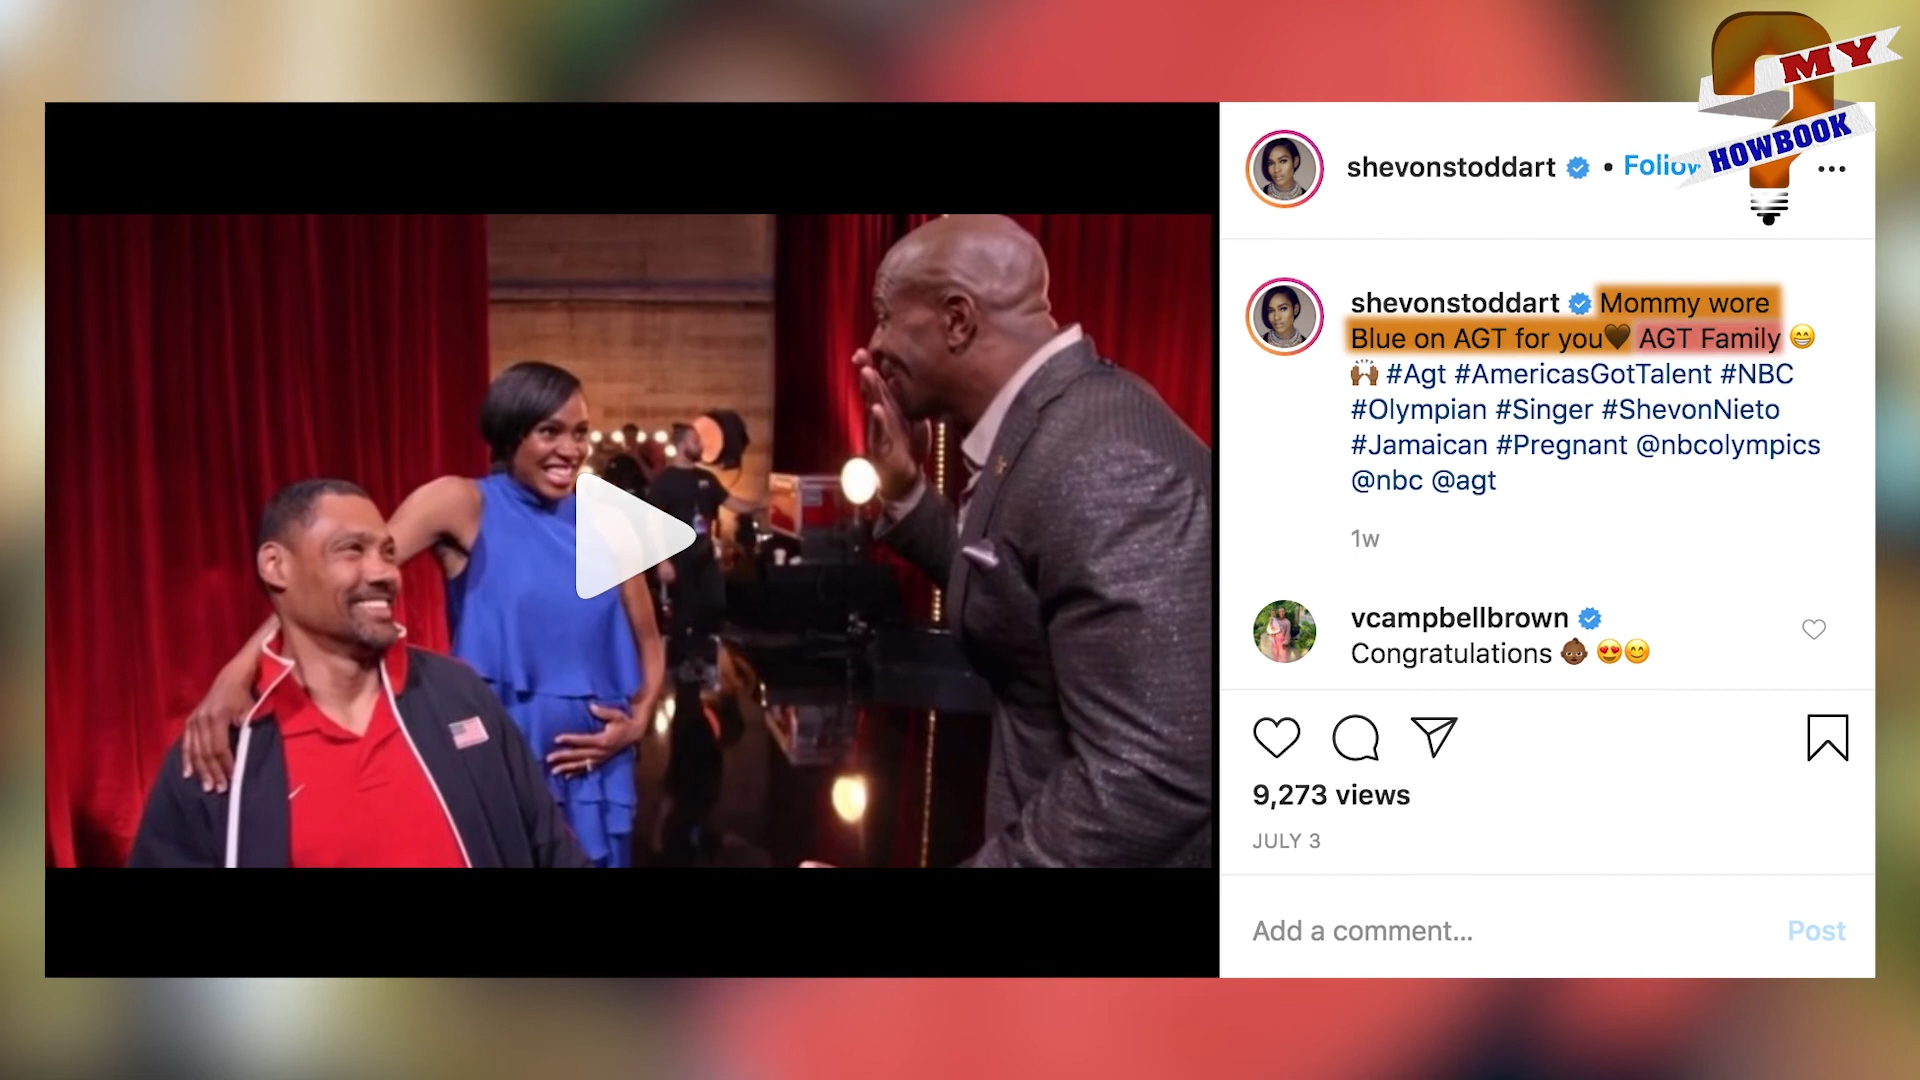 MY
HOWBOOK
shevonstoddart • Follow
shevonstoddart Mommy wore
Blue on AGT for you🖤 AGT Family 😁
🙌🏾 #Agt #AmericasGotTalent #NBC
#Olympian #Singer #ShevonNieto
#Jamaican #Pregnant @nbcolympics
@nbc @agt
1w
vcampbellbrown
Congratulations 👶🏾 😍😊
9,273 views
JULY 3
Add a comment...
Post